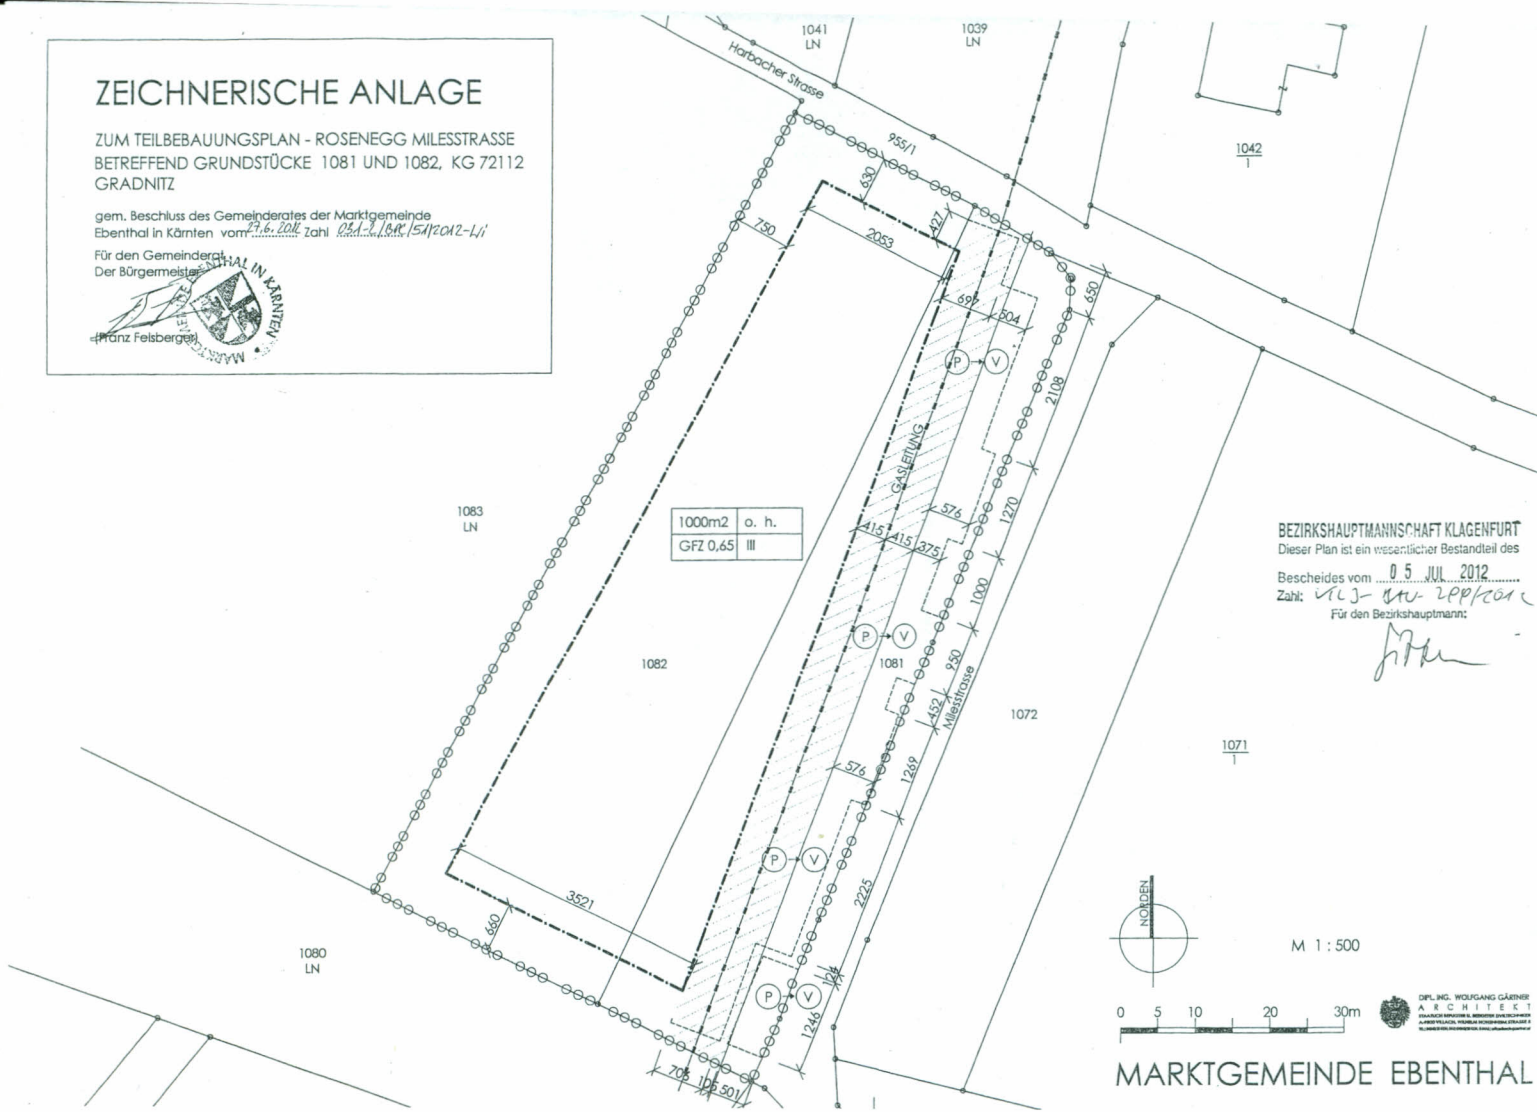 ZEICHNERISCHE ANLAGE
ZUM TEILBEBAUUNGSPLAN - ROSENEGG MILESSTRASSE
BETREFFEND GRUNDSTÜCKE 1081 UND 1082, KG 72112
GRADNITZ
gem. Beschluss des Gemeinderates der Marktgemeinde
Ebenthal in Kärnten vom 27.6.2012 Zahl
Für den Gemeinderat
Der Bürgermeister
(Franz Felsberger)
MARKTGEMEINDE EBENTHAL IN KÄRNTEN
1041
LN
1039
LN
Harbacher Strasse
955/1
1042
1
630
427
750
2053
697
504
650
P V
2108
GASLEITUNG
1083
LN
1000m2 o. h.
GFZ 0,65 III
576
1270
415 415 375
1000
P V
1082
1081
950
452
Milesstrasse
1072
1071
1
576
1269
P V
2225
3521
660
124
P V
1246
1080
LN
706 105 501
BEZIRKSHAUPTMANNSCHAFT KLAGENFURT
Dieser Plan ist ein wesentlicher Bestandteil des
Bescheides vom 05 JUL 2012
Zahl:
Für den Bezirkshauptmann:
NORDEN
M 1 : 500
0 5 10 20 30m
DIPL. ING. WOLFGANG GÄRTNER
ARCHITEKT
MARKTGEMEINDE EBENTHAL